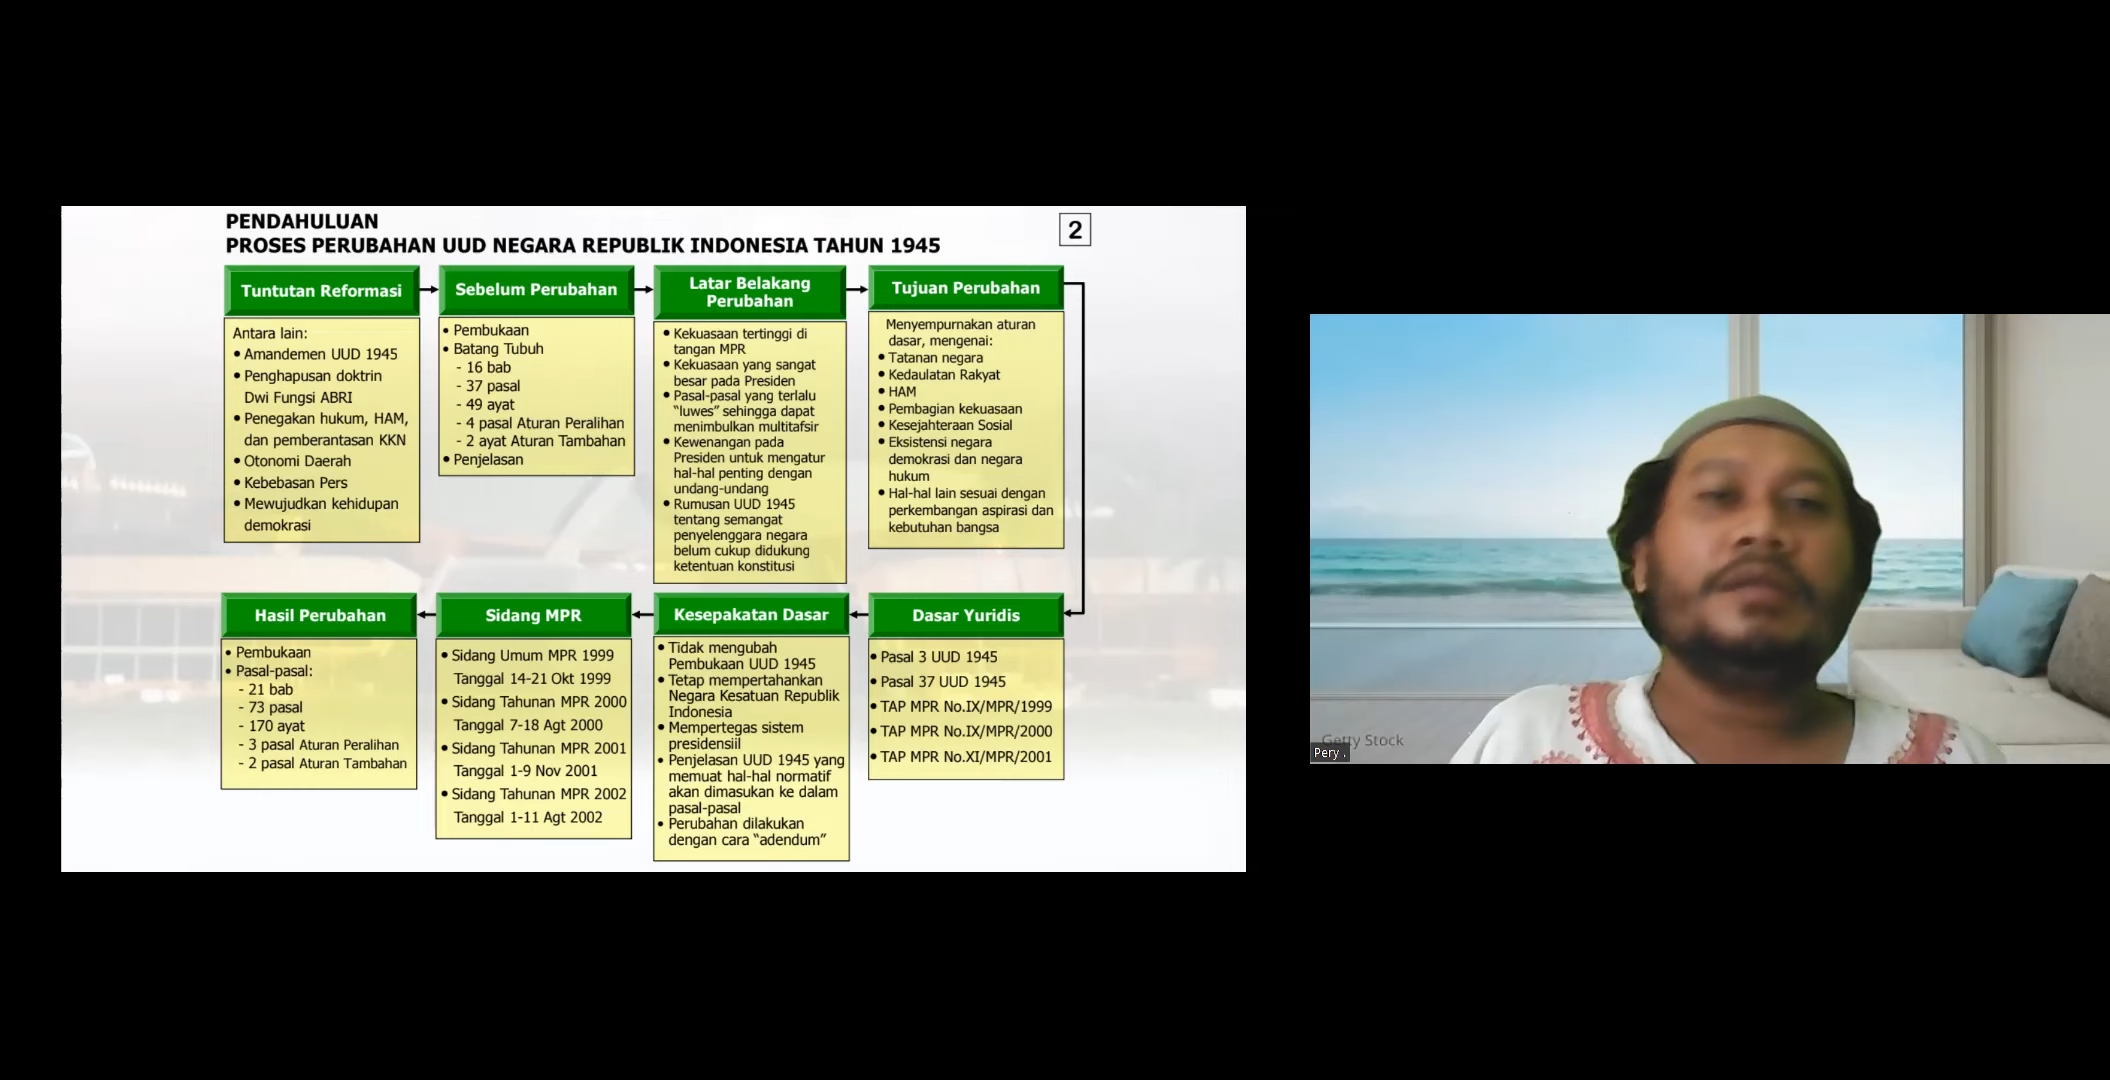 PENDAHULUAN
PROSES PERUBAHAN UUD NEGARA REPUBLIK INDONESIA TAHUN 1945
2
Tuntutan Reformasi
Antara lain:
• Amandemen UUD 1945
• Penghapusan doktrin
Dwi Fungsi ABRI
• Penegakan hukum, HAM,
dan pemberantasan KKN
• Otonomi Daerah
• Kebebasan Pers
• Mewujudkan kehidupan
demokrasi
Sebelum Perubahan
• Pembukaan
• Batang Tubuh
- 16 bab
- 37 pasal
- 49 ayat
- 4 pasal Aturan Peralihan
- 2 ayat Aturan Tambahan
• Penjelasan
Latar Belakang
Perubahan
• Kekuasaan tertinggi di
tangan MPR
• Kekuasaan yang sangat
besar pada Presiden
• Pasal-pasal yang terlalu
"luwes" sehingga dapat
menimbulkan multitafsir
• Kewenangan pada
Presiden untuk mengatur
hal-hal penting dengan
undang-undang
• Rumusan UUD 1945
tentang semangat
penyelenggara negara
belum cukup didukung
ketentuan konstitusi
Tujuan Perubahan
Menyempurnakan aturan
dasar, mengenai:
• Tatanan negara
• Kedaulatan Rakyat
• HAM
• Pembagian kekuasaan
• Kesejahteraan Sosial
• Eksistensi negara
demokrasi dan negara
hukum
• Hal-hal lain sesuai dengan
perkembangan aspirasi dan
kebutuhan bangsa
Dasar Yuridis
• Pasal 3 UUD 1945
• Pasal 37 UUD 1945
• TAP MPR No.IX/MPR/1999
• TAP MPR No.IX/MPR/2000
• TAP MPR No.XI/MPR/2001
Kesepakatan Dasar
• Tidak mengubah
Pembukaan UUD 1945
• Tetap mempertahankan
Negara Kesatuan Republik
Indonesia
• Mempertegas sistem
presidensiil
• Penjelasan UUD 1945 yang
memuat hal-hal normatif
akan dimasukan ke dalam
pasal-pasal
• Perubahan dilakukan
dengan cara "adendum"
Sidang MPR
• Sidang Umum MPR 1999
Tanggal 14-21 Okt 1999
• Sidang Tahunan MPR 2000
Tanggal 7-18 Agt 2000
• Sidang Tahunan MPR 2001
Tanggal 1-9 Nov 2001
• Sidang Tahunan MPR 2002
Tanggal 1-11 Agt 2002
Hasil Perubahan
• Pembukaan
• Pasal-pasal:
- 21 bab
- 73 pasal
- 170 ayat
- 3 pasal Aturan Peralihan
- 2 pasal Aturan Tambahan
Getty Stock
Pery .